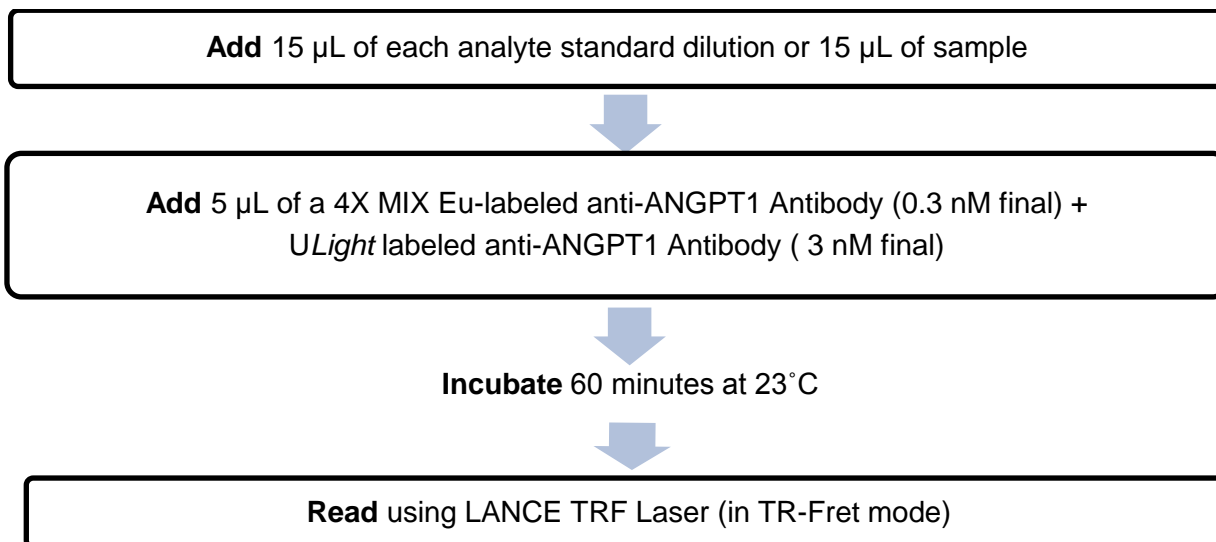 Add 15 µL of each analyte standard dilution or 15 µL of sample
Add 5 µL of a 4X MIX Eu-labeled anti-ANGPT1 Antibody (0.3 nM final) +
ULight labeled anti-ANGPT1 Antibody ( 3 nM final)
Incubate 60 minutes at 23˚C
Read using LANCE TRF Laser (in TR-Fret mode)